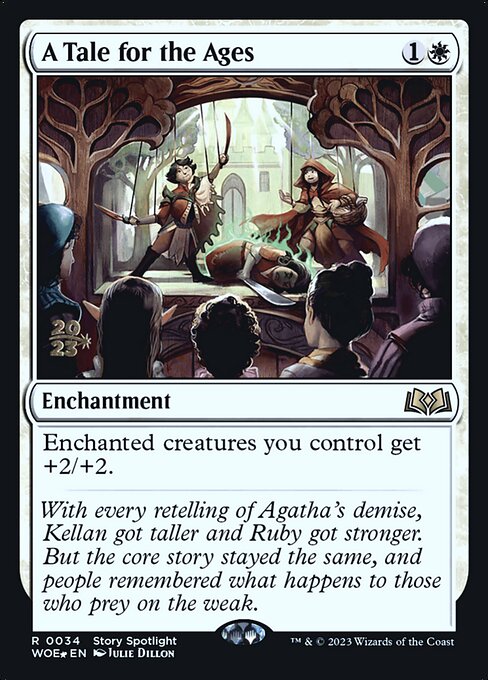 A Tale for the Ages 1
20
23
Enchantment
Enchanted creatures you control get
+2/+2.
With every retelling of Agatha's demise,
Kellan got taller and Ruby got stronger.
But the core story stayed the same, and
people remembered what happens to those
who prey on the weak.
R 0034 Story Spotlight
WOE★EN Julie Dillon
™ & © 2023 Wizards of the Coast